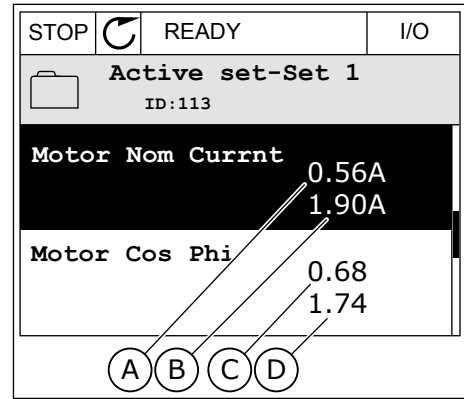 STOP READY I/O
Active set-Set 1
ID:113
Motor Nom Currnt
0.56A
1.90A
Motor Cos Phi
0.68
1.74
A B C D